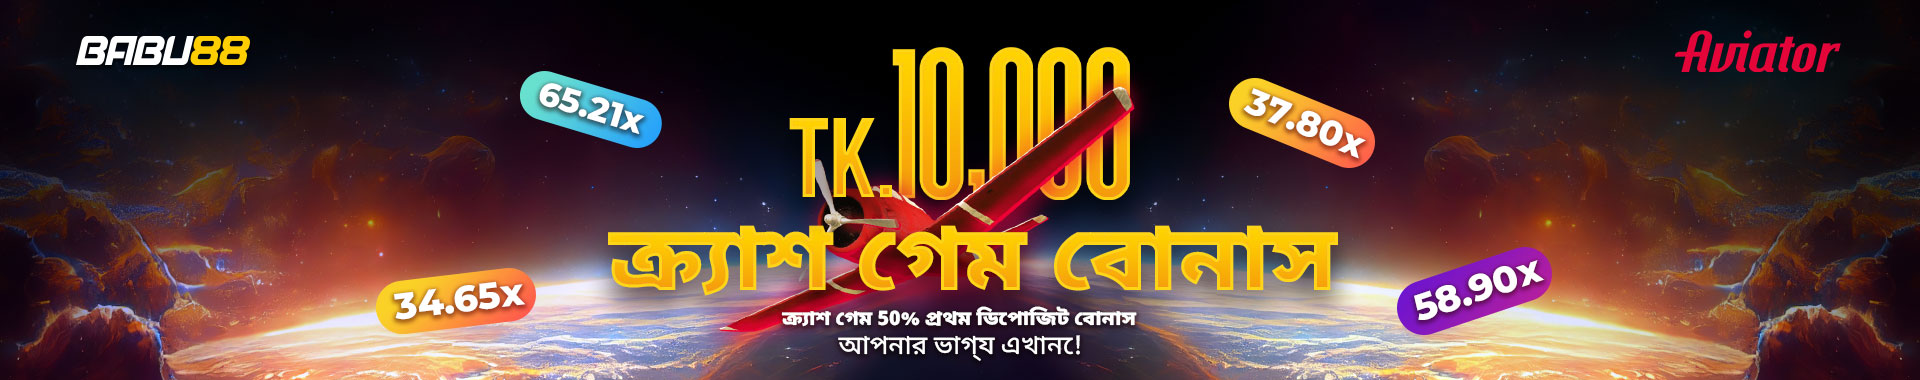 BABU88
Aviator
65.21x
TK.10,000
37.80x
ক্র্যাশ গেম বোনাস
34.65x
58.90x
ক্র্যাশ গেম 50% প্রথম ডিপোজিট বোনাস
আপনার ভাগ্য এখানে!